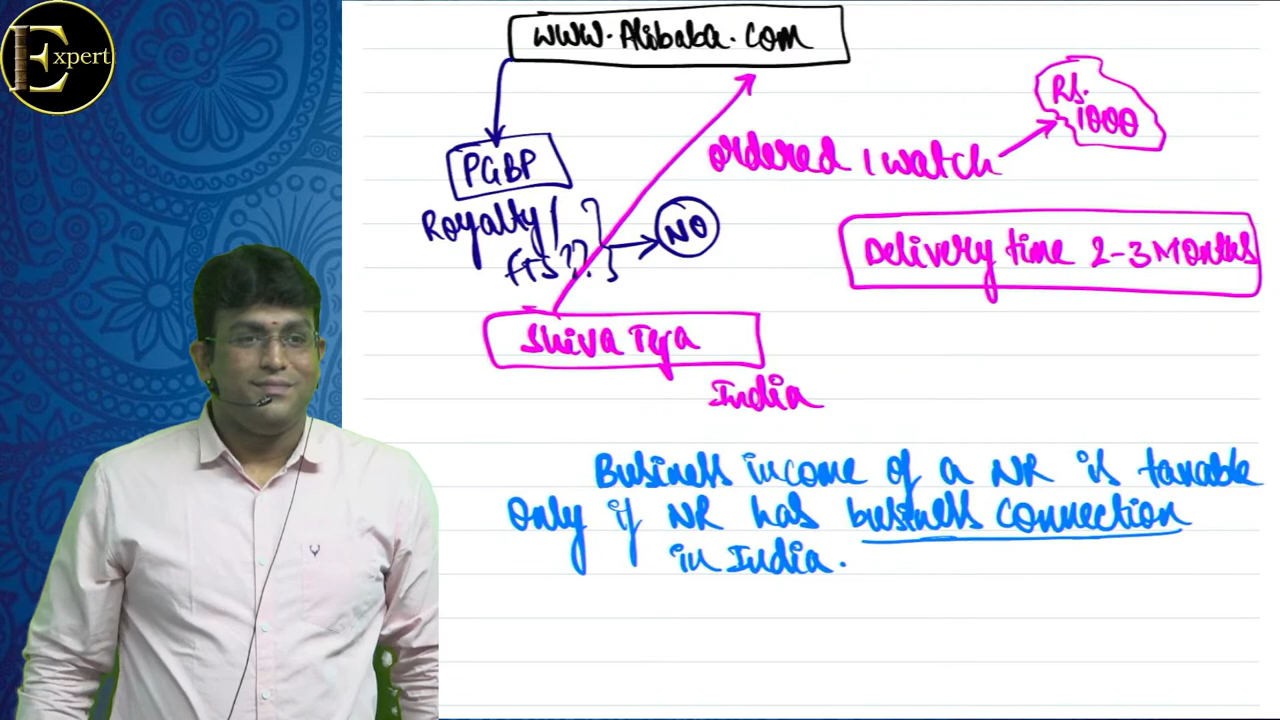 Expert
www.Alibaba.com
Rs. 1000
ordered 1 watch
PGBP
Royalty/
FTS??
NO
Delivery time 2-3 Months
Shiva Teja
India
Business income of a NR is taxable
only if NR has business connection
in India.